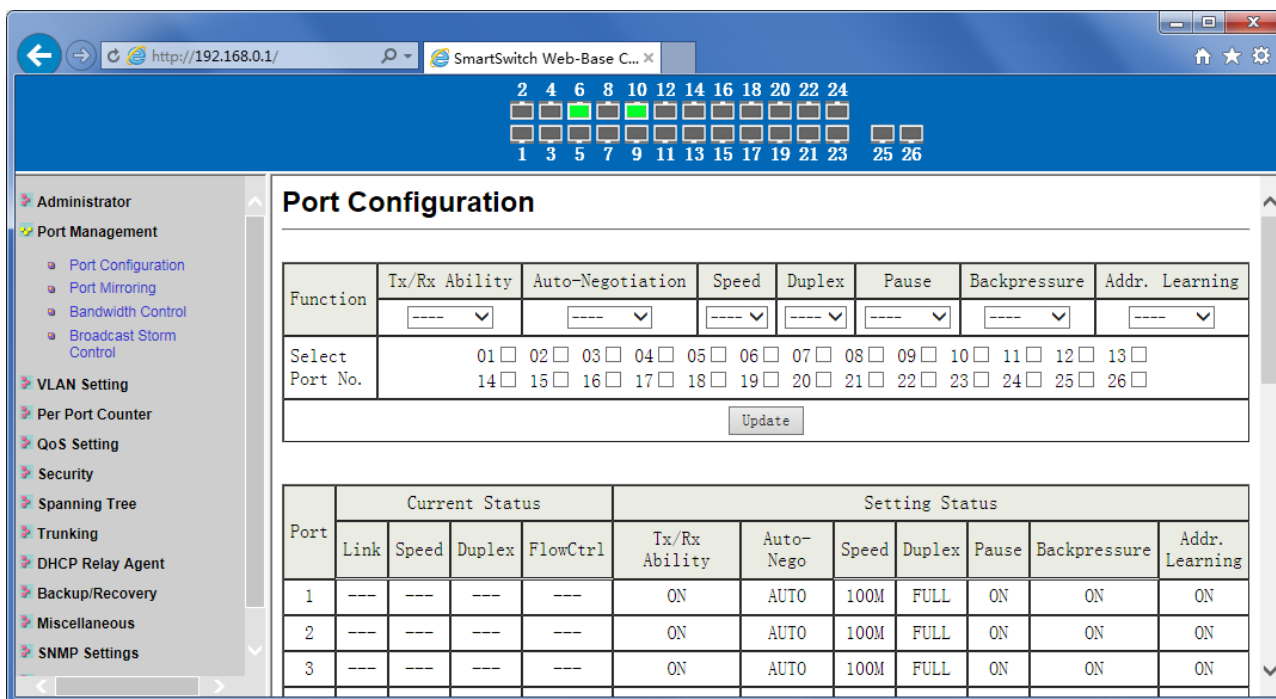 http://192.168.0.1/
SmartSwitch Web-Base C...
2 4 6 8 10 12 14 16 18 20 22 24
1 3 5 7 9 11 13 15 17 19 21 23 25 26
Administrator
Port Management
Port Configuration
Port Mirroring
Bandwidth Control
Broadcast Storm
Control
VLAN Setting
Per Port Counter
QoS Setting
Security
Spanning Tree
Trunking
DHCP Relay Agent
Backup/Recovery
Miscellaneous
SNMP Settings
Port Configuration
Function Tx/Rx Ability Auto-Negotiation Speed Duplex Pause Backpressure Addr. Learning
---- ---- ---- ---- ---- ---- ----
Select
Port No.
01 02 03 04 05 06 07 08 09 10 11 12 13
14 15 16 17 18 19 20 21 22 23 24 25 26
Update
Port Current Status Setting Status
Link Speed Duplex FlowCtrl Tx/Rx Ability Auto-Nego Speed Duplex Pause Backpressure Addr. Learning
1 --- --- --- --- ON AUTO 100M FULL ON ON ON
2 --- --- --- --- ON AUTO 100M FULL ON ON ON
3 --- --- --- --- ON AUTO 100M FULL ON ON ON